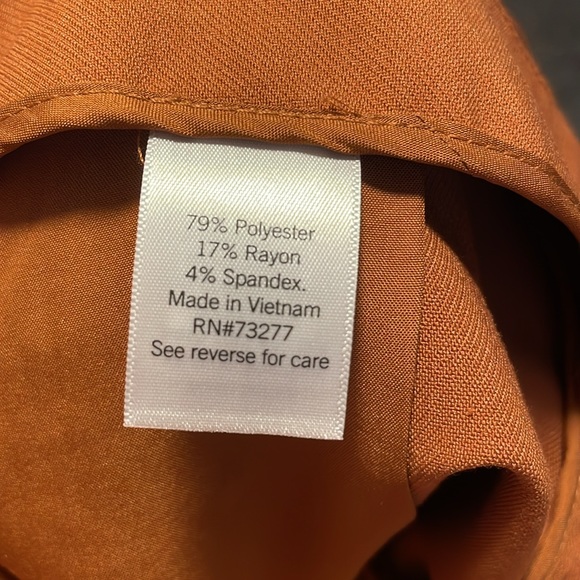 79% Polyester
17% Rayon
4% Spandex.
Made in Vietnam
RN#73277
See reverse for care